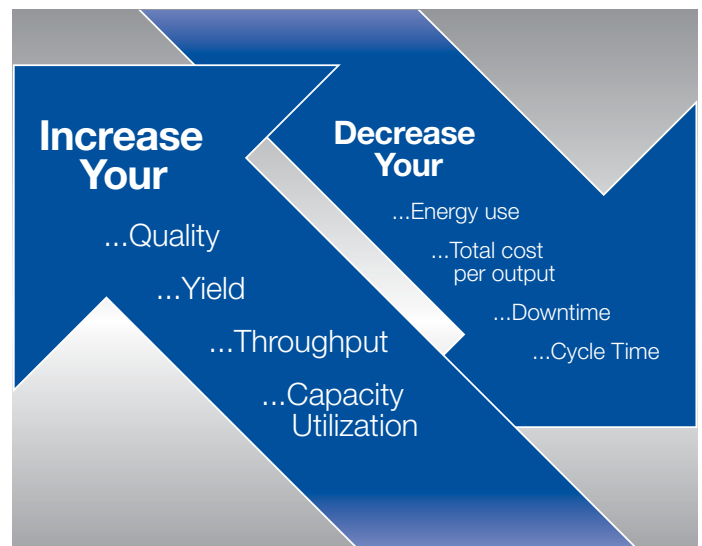 Increase
Your
...Quality
...Yield
...Throughput
...Capacity
Utilization
Decrease
Your
...Energy use
...Total cost
per output
...Downtime
...Cycle Time